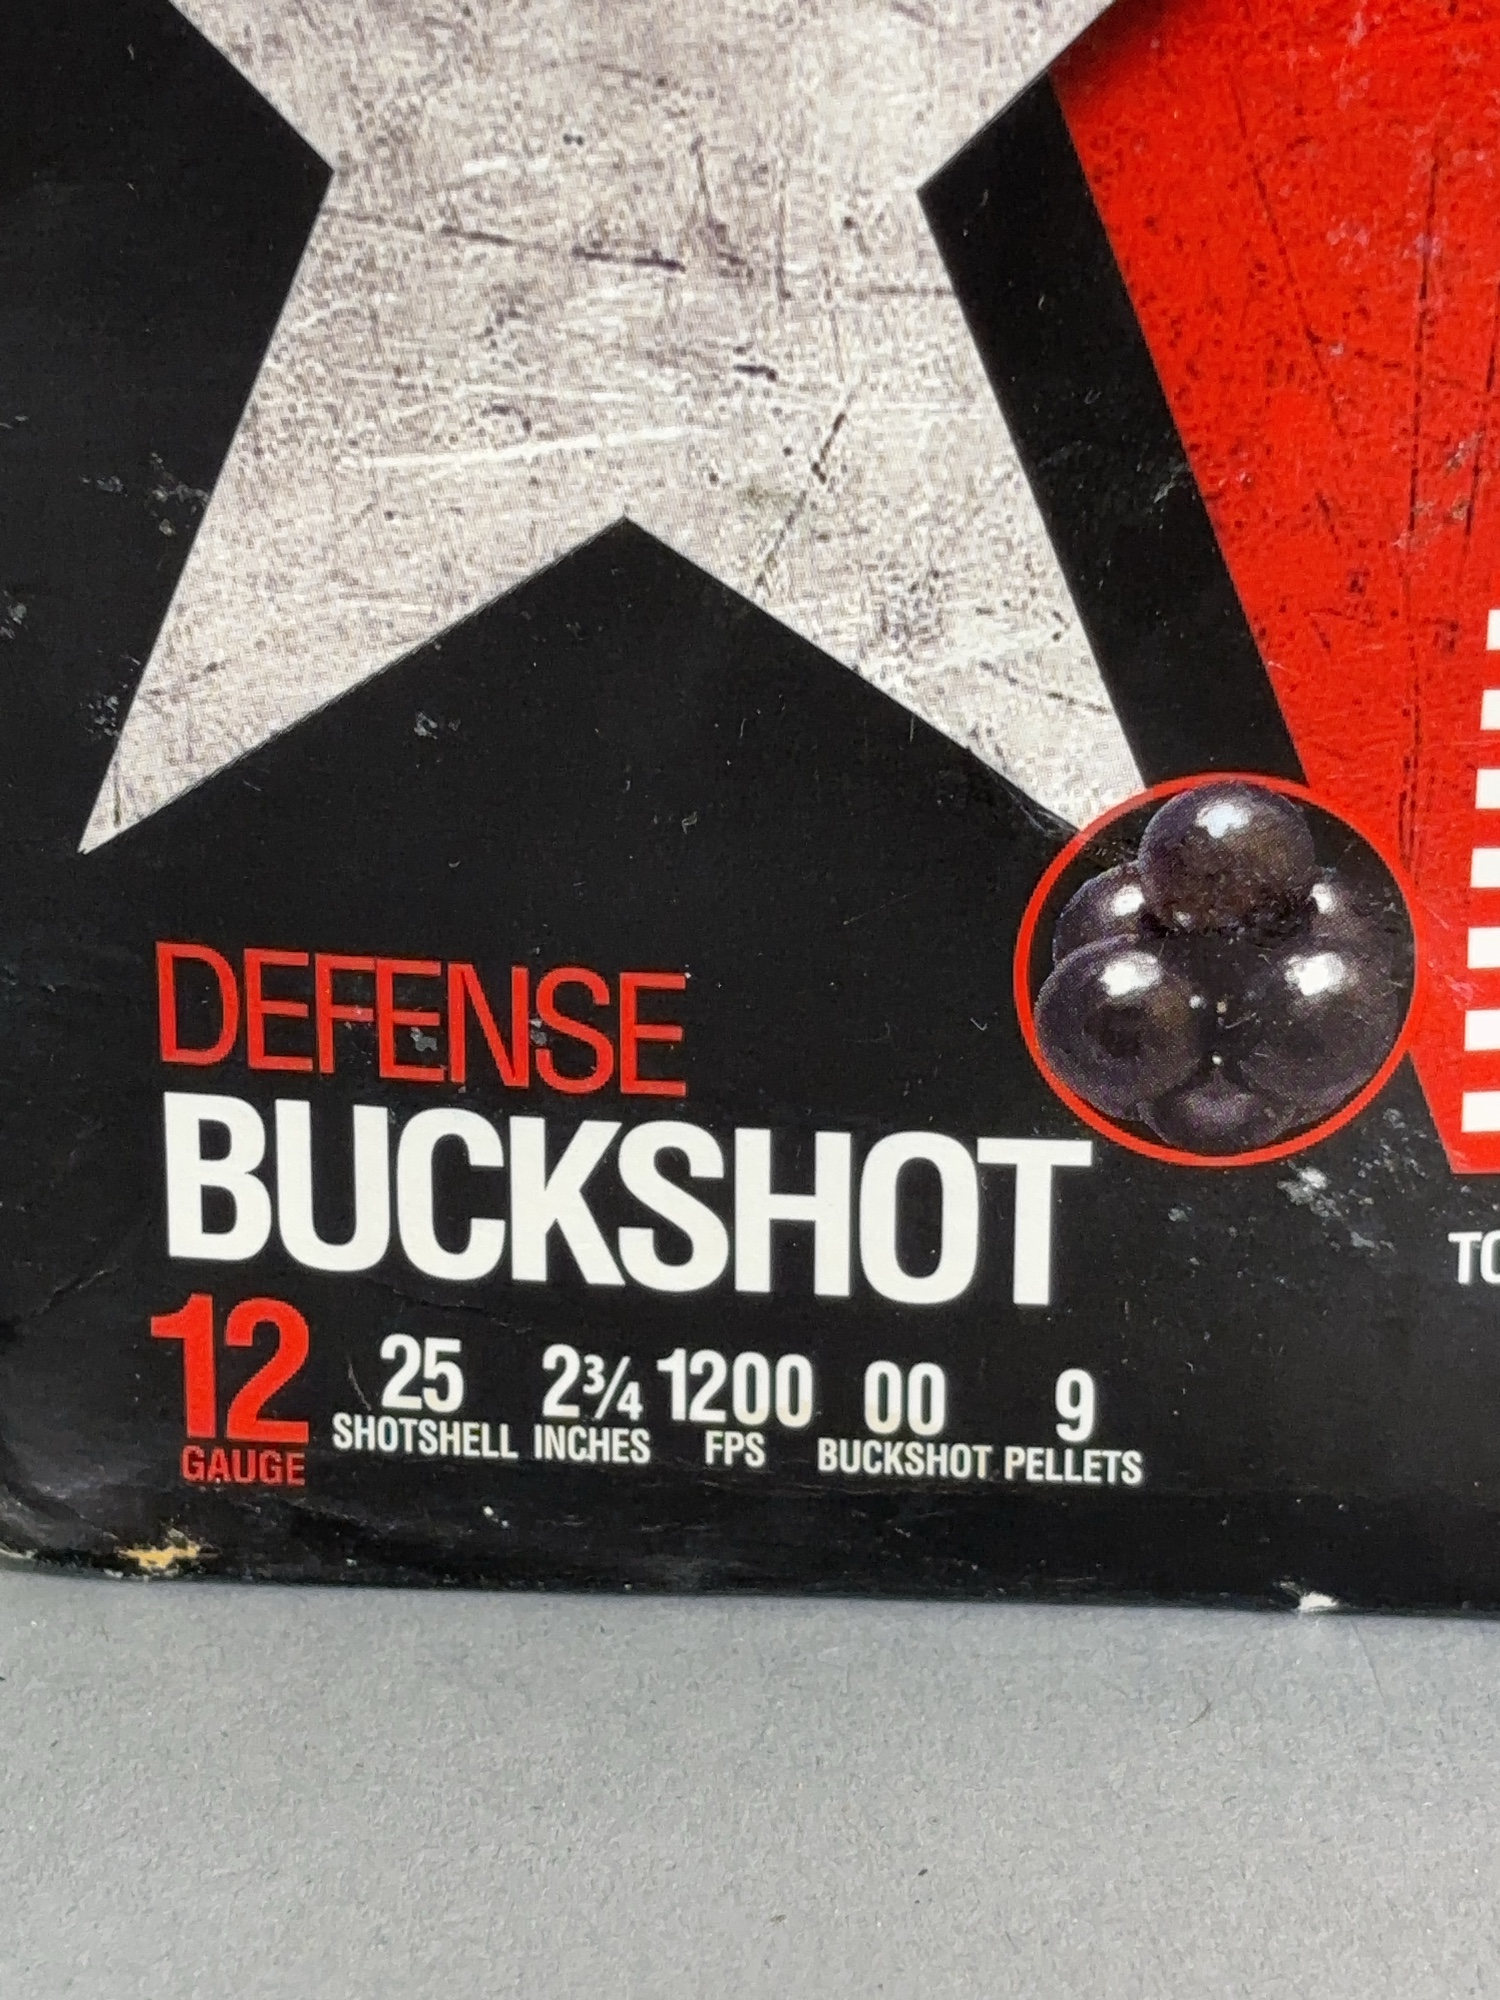 DEFENSE
BUCKSHOT
12 25 2¾ 1200 00 9
GAUGE SHOTSHELL INCHES FPS BUCKSHOT PELLETS